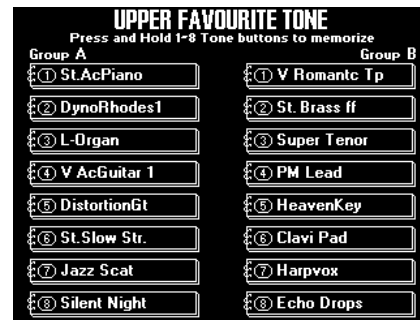 UPPER FAVOURITE TONE
Press and Hold 1~8 Tone buttons to memorize
Group A Group B
① St.AcPiano ① V Romantc Tp
② DynoRhodes1 ② St. Brass ff
③ L-Organ ③ Super Tenor
④ V AcGuitar 1 ④ PM Lead
⑤ DistortionGt ⑤ HeavenKey
⑥ St.Slow Str. ⑥ Clavi Pad
⑦ Jazz Scat ⑦ Harpvox
⑧ Silent Night ⑧ Echo Drops